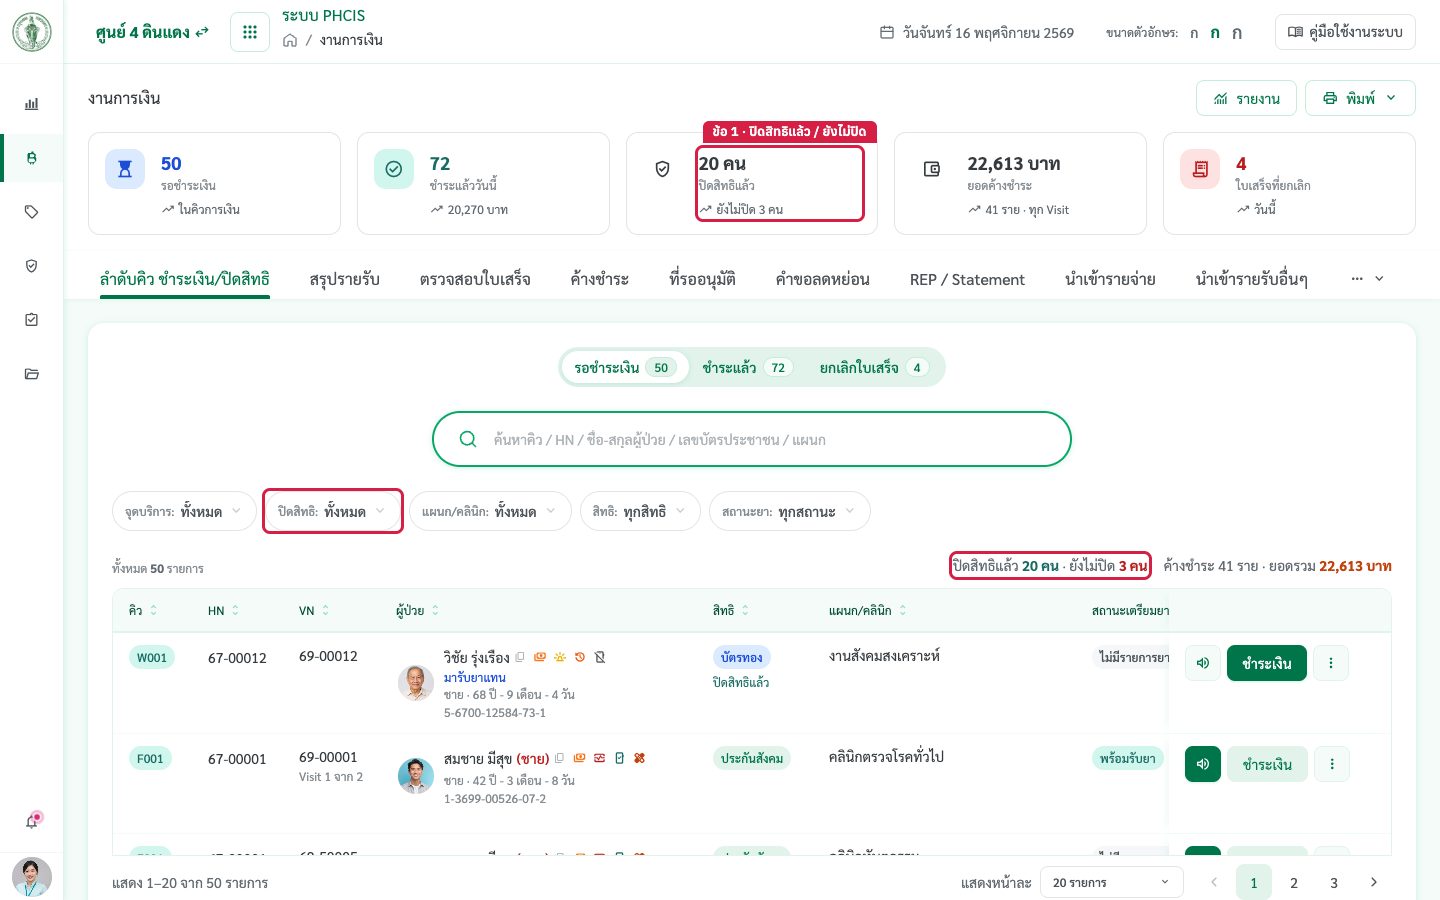 ศูนย์ 4 ดินแดง
ระบบ PHCIS
/ งานการเงิน
วันจันทร์ 16 พฤศจิกายน 2569
ขนาดตัวอักษร: ก ก ก
คู่มือใช้งานระบบ
งานการเงิน
รายงาน
พิมพ์
ข้อ 1 · ปิดสิทธิแล้ว / ยังไม่ปิด
50
รอชำระเงิน
ในคิวการเงิน
72
ชำระแล้ววันนี้
20,270 บาท
20 คน
ปิดสิทธิแล้ว
ยังไม่ปิด 3 คน
22,613 บาท
ยอดค้างชำระ
41 ราย · ทุก Visit
4
ใบเสร็จที่ยกเลิก
วันนี้
ลำดับคิว ชำระเงิน/ปิดสิทธิ สรุปรายรับ ตรวจสอบใบเสร็จ ค้างชำระ ที่รออนุมัติ คำขอลดหย่อน REP / Statement นำเข้ารายจ่าย นำเข้ารายรับอื่นๆ ...
รอชำระเงิน 50 ชำระแล้ว 72 ยกเลิกใบเสร็จ 4
ค้นหาคิว / HN / ชื่อ-สกุลผู้ป่วย / เลขบัตรประชาชน / แผนก
จุดบริการ: ทั้งหมด ปิดสิทธิ: ทั้งหมด แผนก/คลินิก: ทั้งหมด สิทธิ: ทุกสิทธิ สถานะยา: ทุกสถานะ
ทั้งหมด 50 รายการ
ปิดสิทธิแล้ว 20 คน · ยังไม่ปิด 3 คน ค้างชำระ 41 ราย · ยอดรวม 22,613 บาท
คิว HN VN ผู้ป่วย สิทธิ แผนก/คลินิก สถานะเตรียมยา
W001 67-00012 69-00012 วิชัย รุ่งเรือง บัตรทอง งานสังคมสงเคราะห์ ไม่มีรายการยา ชำระเงิน
มารับยาแทน
ปิดสิทธิแล้ว
ชาย · 68 ปี - 9 เดือน - 4 วัน
5-6700-12584-73-1
F001 67-00001 69-00001 สมชาย มีสุข (ชาย) ประกันสังคม คลินิกตรวจโรคทั่วไป พร้อมรับยา ชำระเงิน
Visit 1 จาก 2
ชาย · 42 ปี - 3 เดือน - 8 วัน
1-3699-00526-07-2
แสดง 1–20 จาก 50 รายการ
แสดงหน้าละ 20 รายการ 1 2 3